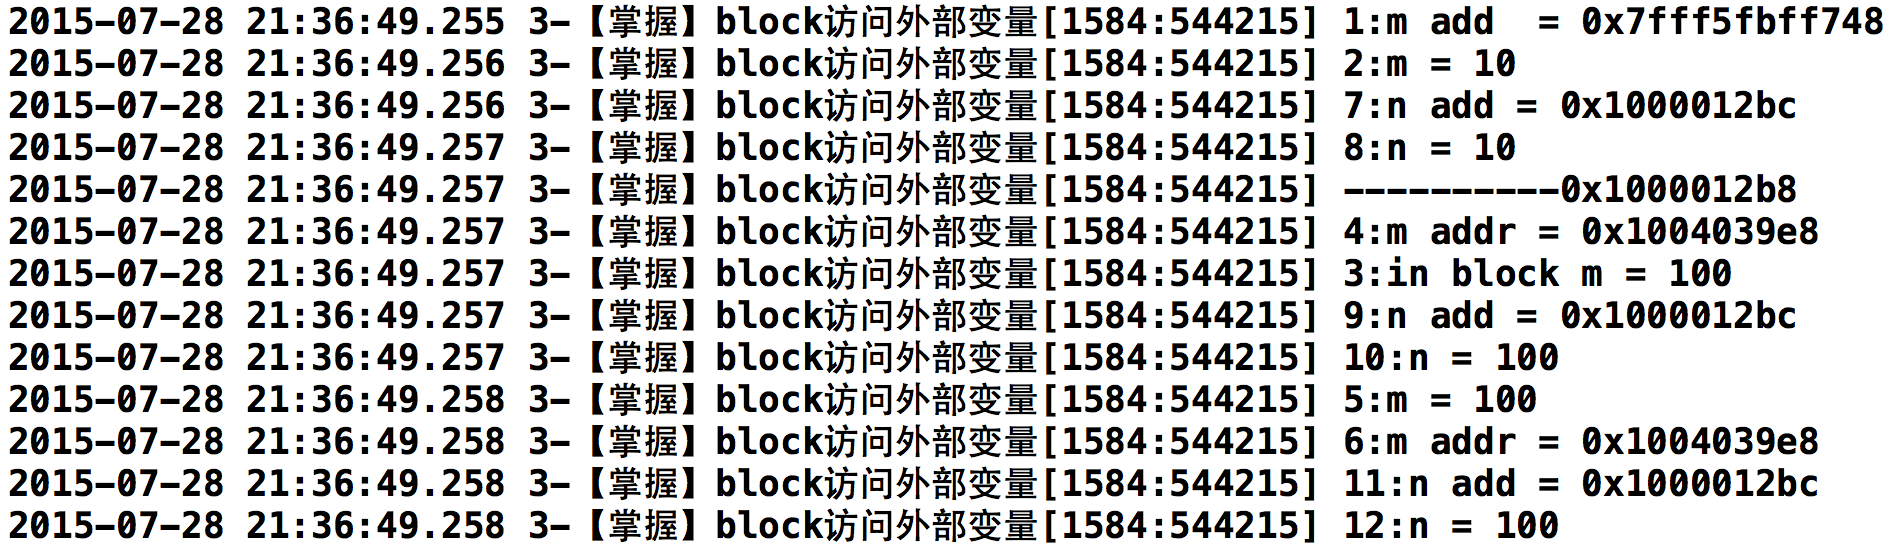 2015-07-28 21:36:49.255 3-【掌握】block访问外部变量[1584:544215] 1:m add  = 0x7fff5fbff748
2015-07-28 21:36:49.256 3-【掌握】block访问外部变量[1584:544215] 2:m = 10
2015-07-28 21:36:49.256 3-【掌握】block访问外部变量[1584:544215] 7:n add = 0x1000012bc
2015-07-28 21:36:49.257 3-【掌握】block访问外部变量[1584:544215] 8:n = 10
2015-07-28 21:36:49.257 3-【掌握】block访问外部变量[1584:544215] ----------0x1000012b8
2015-07-28 21:36:49.257 3-【掌握】block访问外部变量[1584:544215] 4:m addr = 0x1004039e8
2015-07-28 21:36:49.257 3-【掌握】block访问外部变量[1584:544215] 3:in block m = 100
2015-07-28 21:36:49.257 3-【掌握】block访问外部变量[1584:544215] 9:n add = 0x1000012bc
2015-07-28 21:36:49.257 3-【掌握】block访问外部变量[1584:544215] 10:n = 100
2015-07-28 21:36:49.258 3-【掌握】block访问外部变量[1584:544215] 5:m = 100
2015-07-28 21:36:49.258 3-【掌握】block访问外部变量[1584:544215] 6:m addr = 0x1004039e8
2015-07-28 21:36:49.258 3-【掌握】block访问外部变量[1584:544215] 11:n add = 0x1000012bc
2015-07-28 21:36:49.258 3-【掌握】block访问外部变量[1584:544215] 12:n = 100